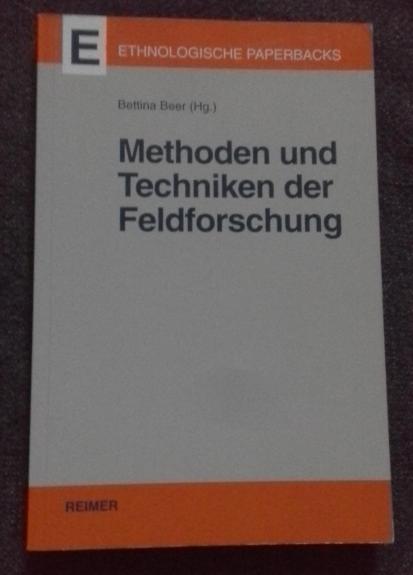 E ETHNOLOGISCHE PAPERBACKS
Bettina Beer (Hg.)
Methoden und
Techniken der
Feldforschung
REIMER